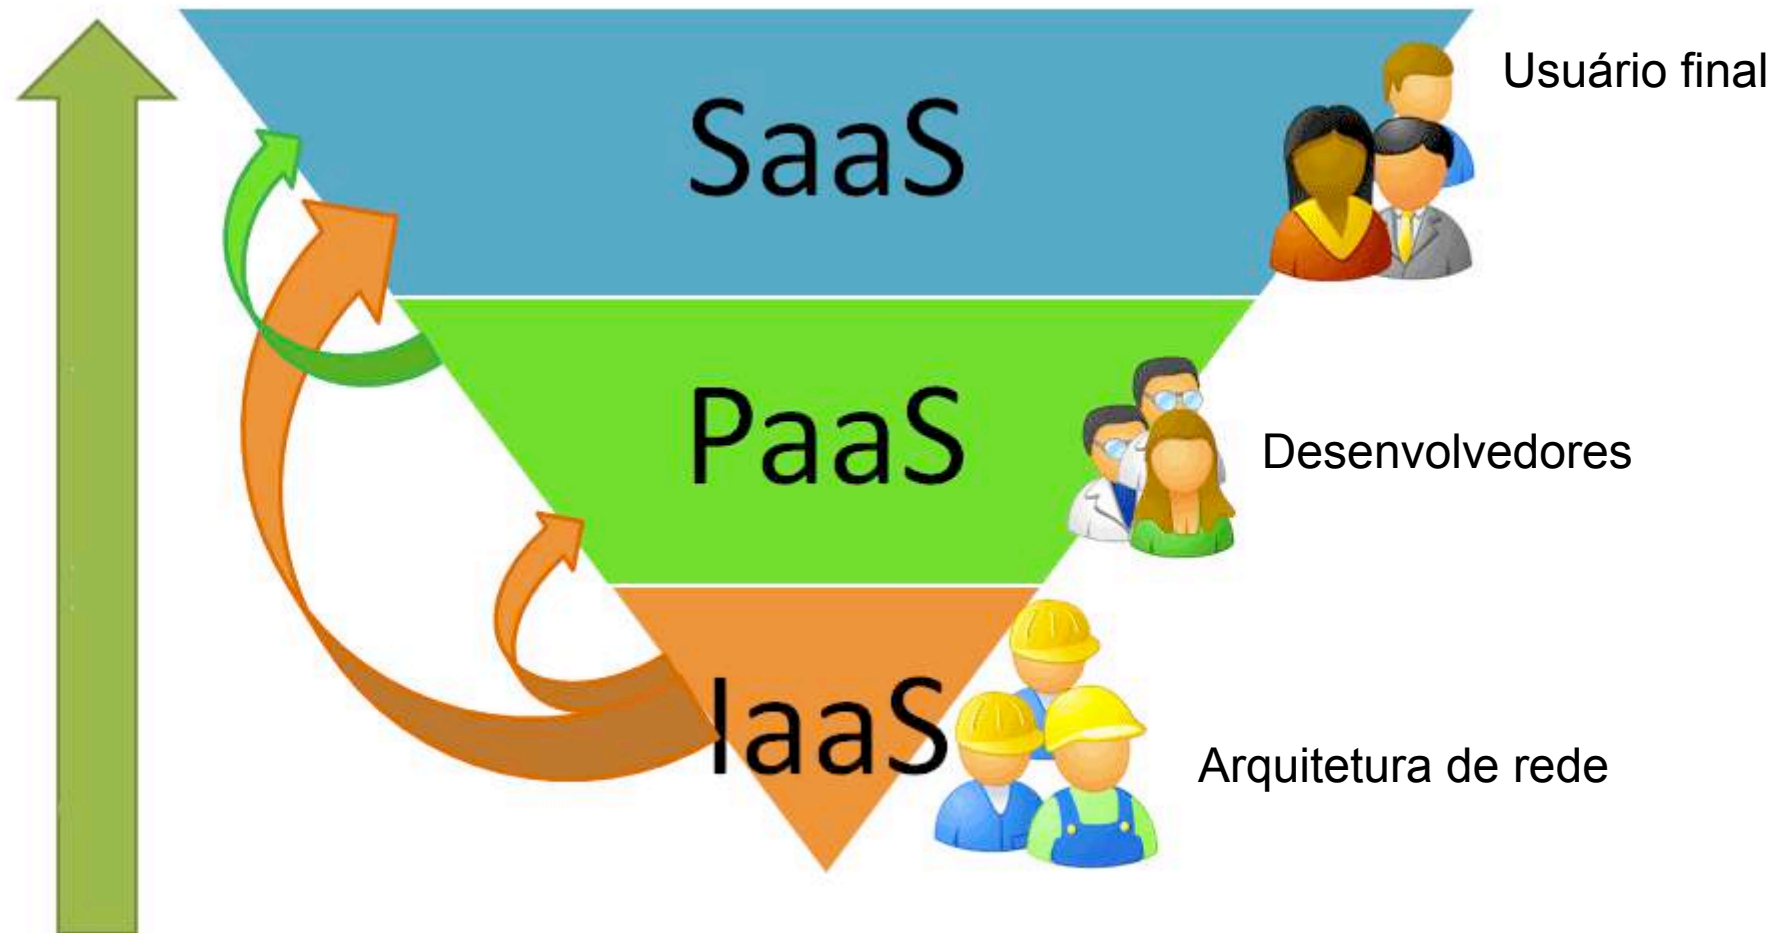 SaaS
Usuário final
PaaS
Desenvolvedores
IaaS
Arquitetura de rede